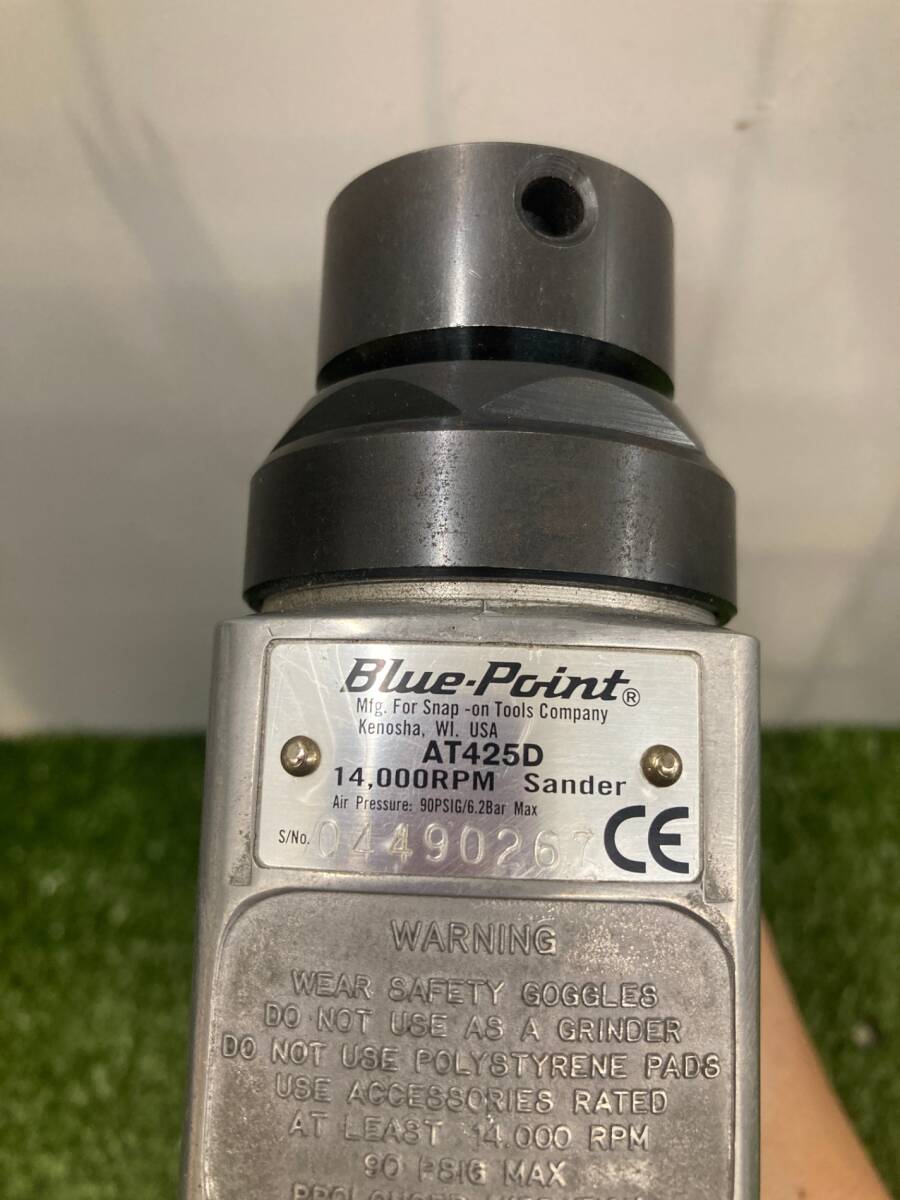 Blue-Point®
Mfg. For Snap -on Tools Company
Kenosha, WI. USA
AT425D
14,000RPM Sander
Air Pressure: 90PSIG/6.2Bar Max
S/No. 04490267
CE
WARNING
WEAR SAFETY GOGGLES
DO NOT USE AS A GRINDER
DO NOT USE POLYSTYRENE PADS
USE ACCESSORIES RATED
AT LEAST 14,000 RPM
90 PSIG MAX